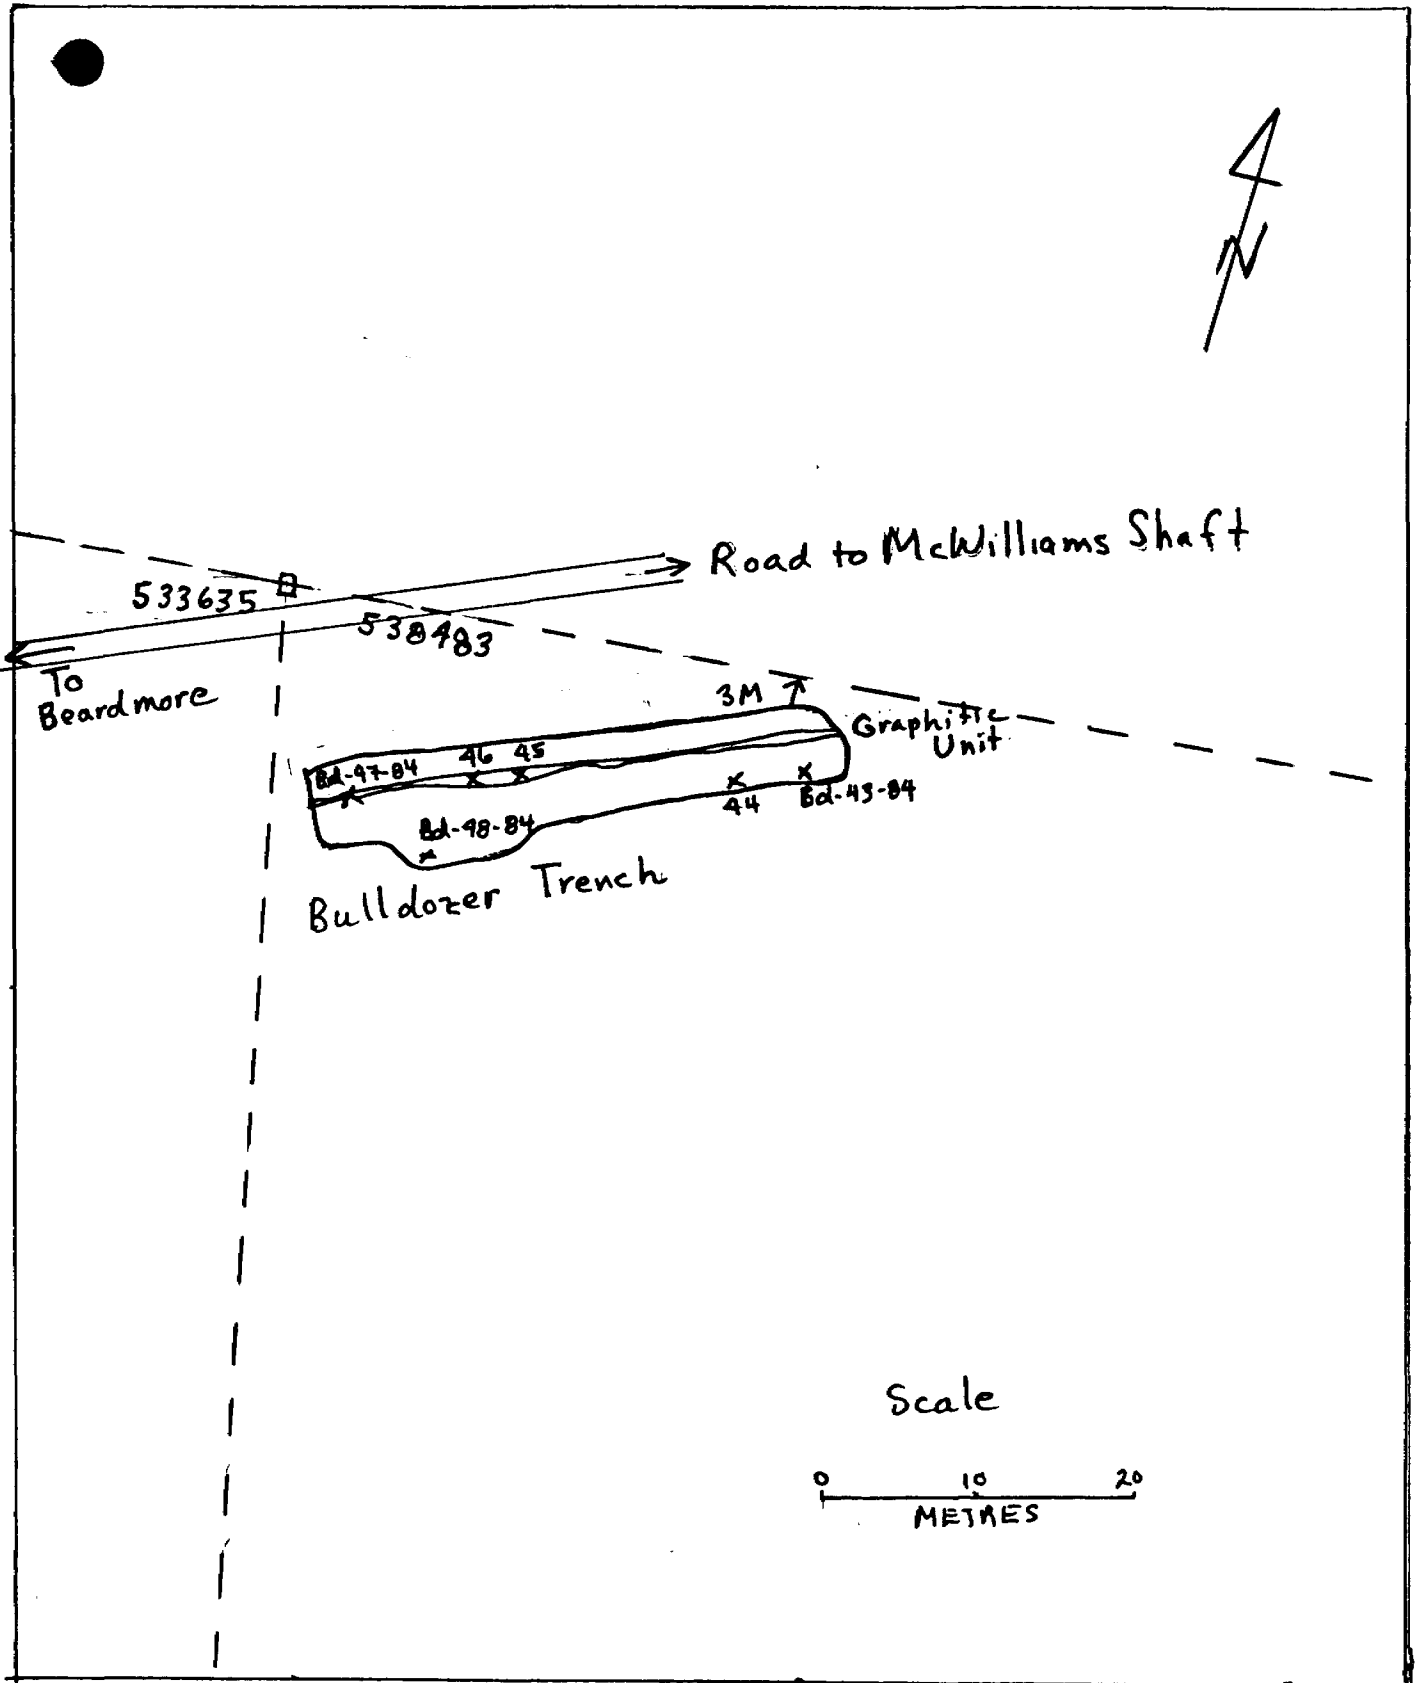 N
Road to McWilliams Shaft
533635
538483
To
Beardmore
3M
Graphitic
Unit
46 45
Bd-47-84
44
Bd-43-84
Bd-48-84
Bulldozer Trench
Scale
0 10 20
METRES